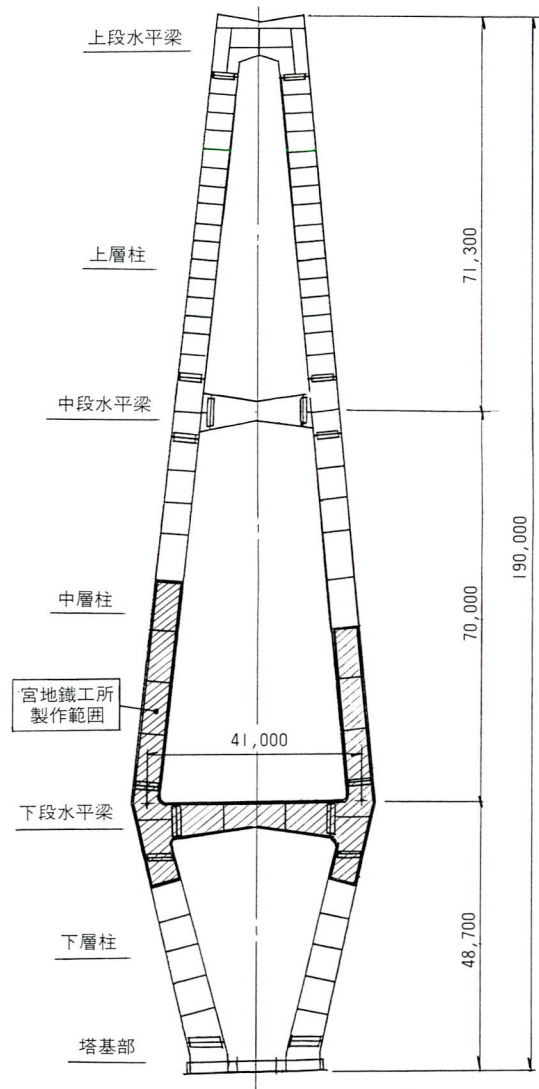 上段水平梁
上層柱
71,300
中段水平梁
190,000
中層柱
70,000
宮地鐵工所
製作範囲
41,000
下段水平梁
下層柱
48,700
塔基部